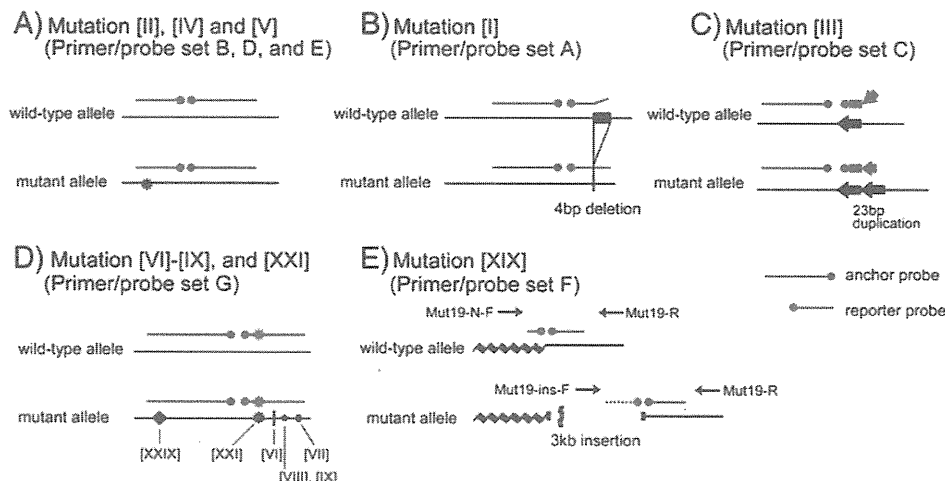 A) Mutation [II], [IV] and [V]
(Primer/probe set B, D, and E)
wild-type allele
mutant allele
B) Mutation [I]
(Primer/probe set A)
wild-type allele
mutant allele
4bp deletion
C) Mutation [III]
(Primer/probe set C)
wild-type allele
mutant allele
23bp
duplication
D) Mutation [VI]-[IX], and [XXI]
(Primer/probe set G)
wild-type allele
mutant allele
[XXIX]
[XXI]
[VI]
[VII]
[VIII], [IX]
E) Mutation [XIX]
(Primer/probe set F)
Mut19-N-F
Mut19-R
wild-type allele
Mut19-ins-F
Mut19-R
mutant allele
3kb insertion
anchor probe
reporter probe